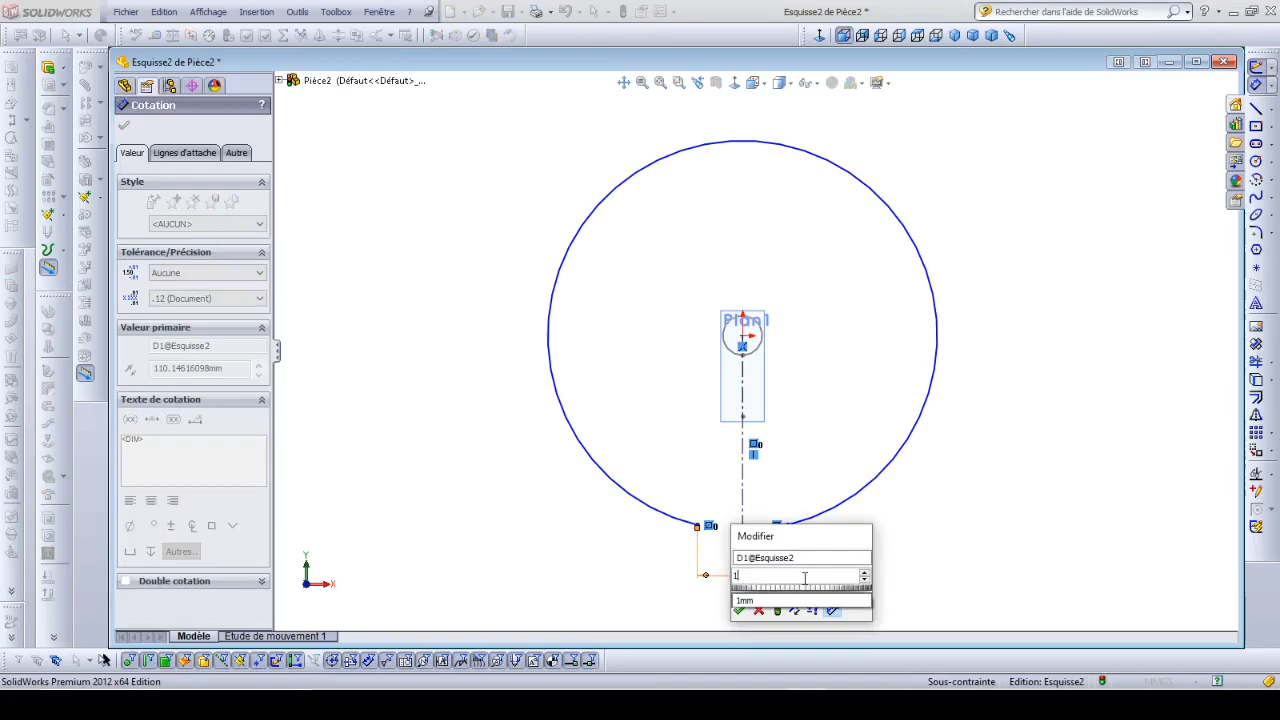 SOLIDWORKS
Fichier Edition Affichage Insertion Outils Toolbox Fenêtre
Esquisse2 de Pièce2 *
Rechercher dans l'aide de SolidWorks
Esquisse2 de Pièce2 *
Pièce2 (Défaut<<Défaut>_...
Cotation
?
Valeur Lignes d'attache Autre
Style
<AUCUN>
Tolérance/Précision
Aucune
.12 (Document)
Valeur primaire
D1@Esquisse2
110.14616098mm
Texte de cotation
<DIM>
Autres...
Double cotation
Plan1
Modifier
D1@Esquisse2
1
1mm
Y
X
Modèle Etude de mouvement 1
SolidWorks Premium 2012 x64 Edition
Sous-contrainte Edition: Esquisse2